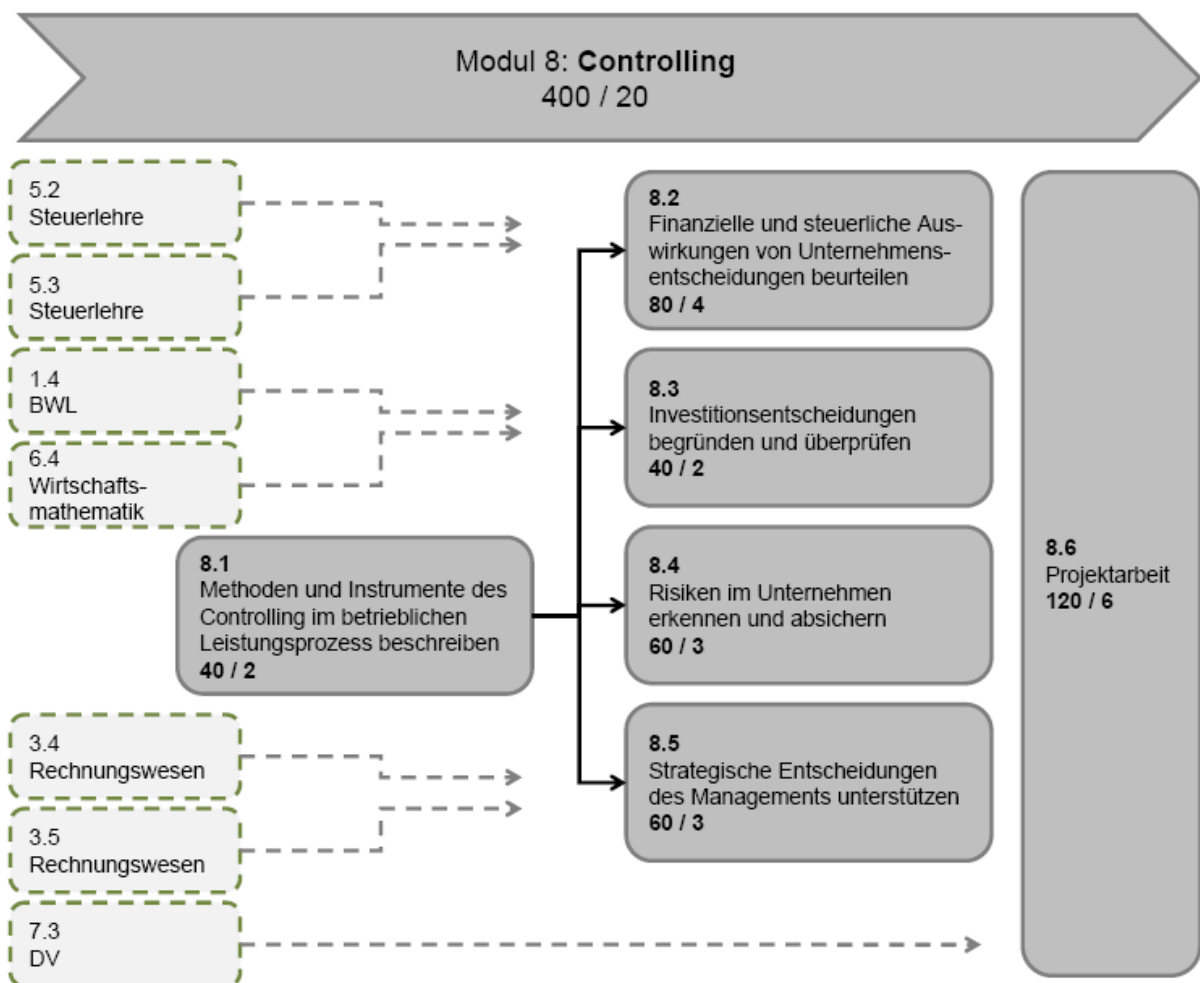 Modul 8: Controlling
400 / 20
5.2
Steuerlehre
5.3
Steuerlehre
1.4
BWL
6.4
Wirtschafts-
mathematik
8.1
Methoden und Instrumente des
Controlling im betrieblichen
Leistungsprozess beschreiben
40 / 2
3.4
Rechnungswesen
3.5
Rechnungswesen
7.3
DV
8.2
Finanzielle und steuerliche Aus-
wirkungen von Unternehmens-
entscheidungen beurteilen
80 / 4
8.3
Investitionsentscheidungen
begründen und überprüfen
40 / 2
8.4
Risiken im Unternehmen
erkennen und absichern
60 / 3
8.5
Strategische Entscheidungen
des Managements unterstützen
60 / 3
8.6
Projektarbeit
120 / 6